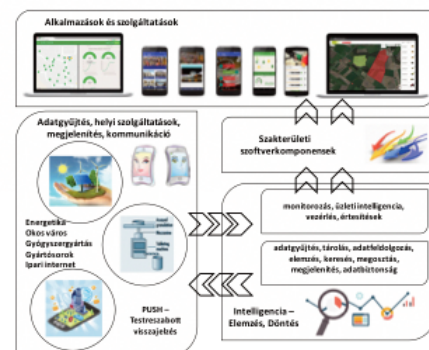 Alkalmazások és szolgáltatások
Adatgyűjtés, helyi szolgáltatások,
megjelenítés, kommunikáció
Energetika
Okos város
Gyógyszergyártás
Gyártósorok
Ipari internet
PUSH –
Testreszabott
visszajelzés
Szakterületi
szoftverkomponensek
monitorozás, üzleti intelligencia,
vezérlés, értesítések
adatgyűjtés, tárolás, adatfeldolgozás,
elemzés, keresés, megosztás,
megjelenítés, adatbiztonság
Intelligencia –
Elemzés, Döntés